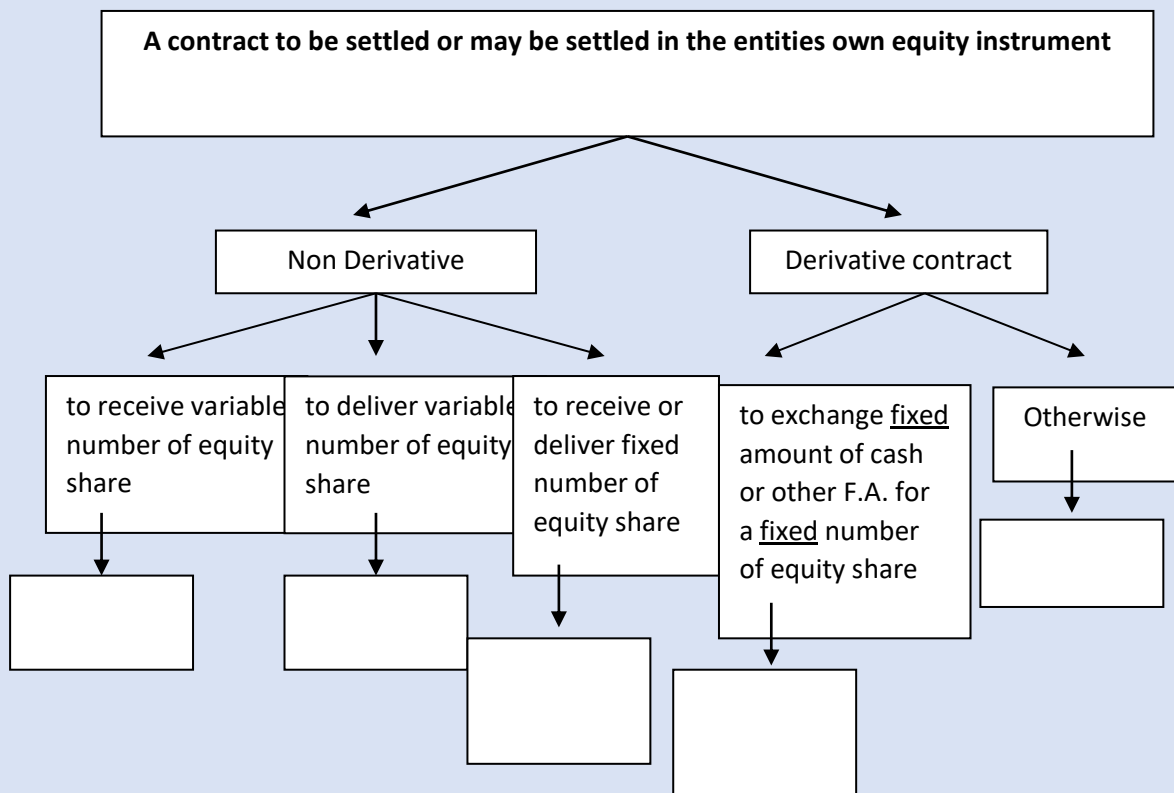 A contract to be settled or may be settled in the entities own equity instrument
Non Derivative
Derivative contract
to receive variable
number of equity
share
to deliver variable
number of equity
share
to receive or
deliver fixed
number of
equity share
to exchange fixed
amount of cash
or other F.A. for
a fixed number
of equity share
Otherwise